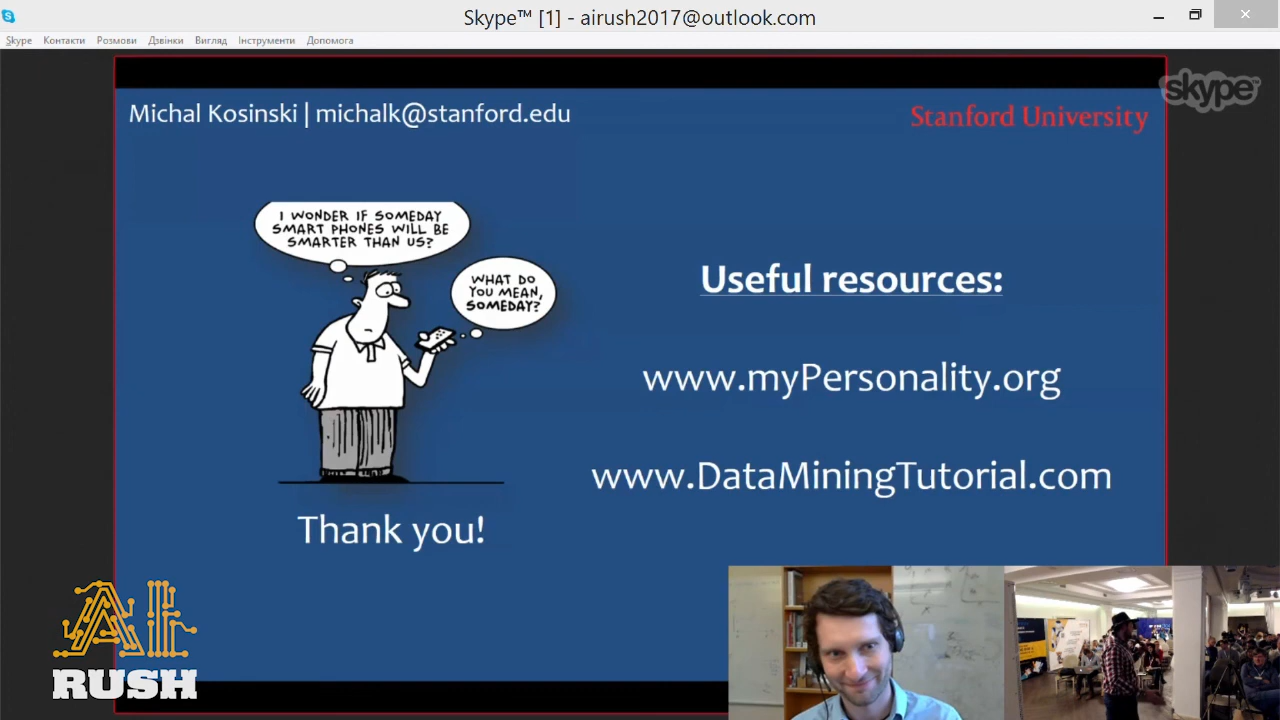 Skype™ [1] - airush2017@outlook.com
Skype Контакти Розмови Дзвінки Вигляд Інструменти Допомога
skype™
Michal Kosinski | michalk@stanford.edu
Stanford University
I WONDER IF SOMEDAY
SMART PHONES WILL BE
SMARTER THAN US?
WHAT DO
YOU MEAN,
SOMEDAY?
Useful resources:
www.myPersonality.org
www.DataMiningTutorial.com
Thank you!
AI
RUSH